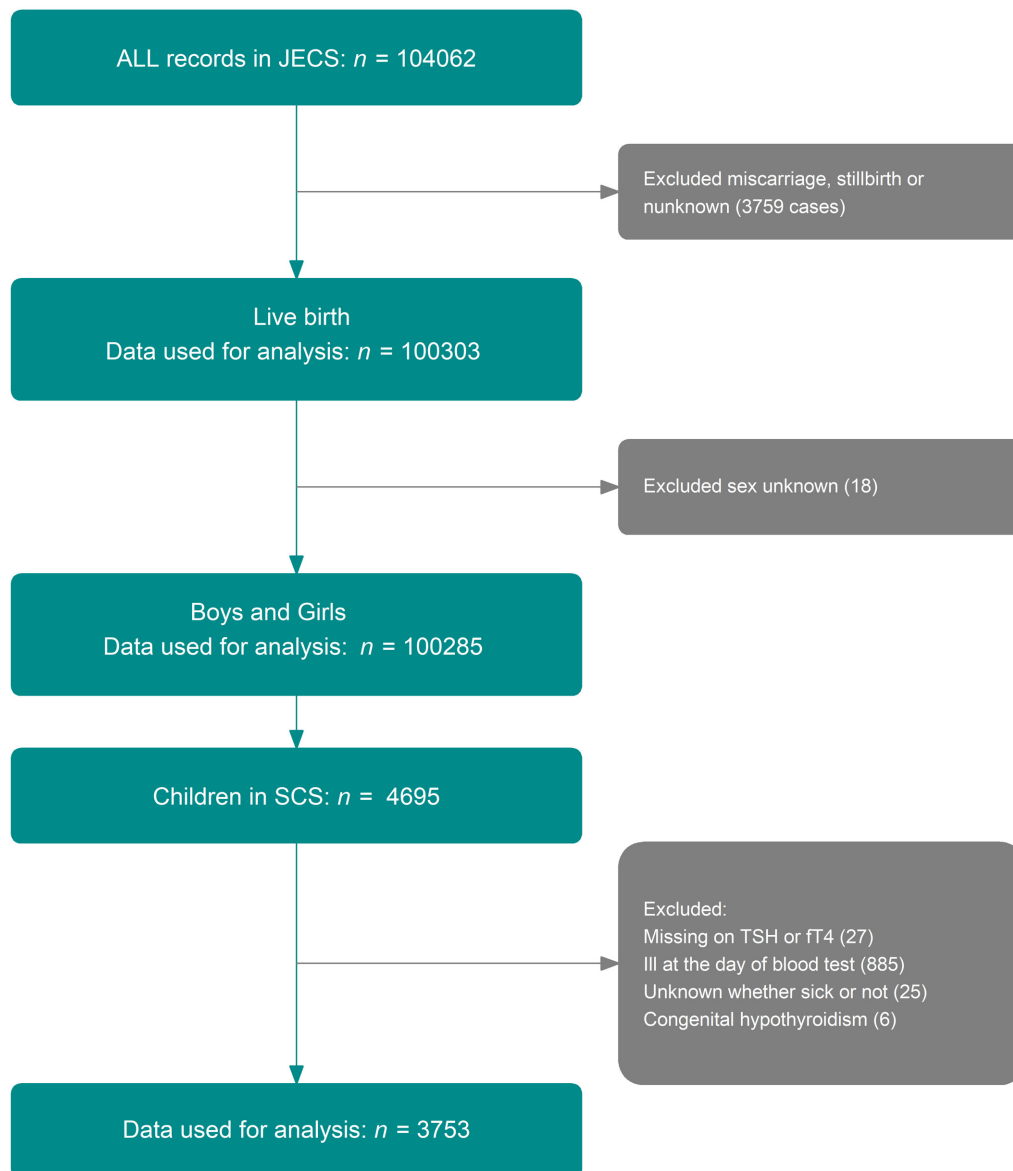 ALL records in JECS: n = 104062
Excluded miscarriage, stillbirth or
nunknown (3759 cases)
Live birth
Data used for analysis: n = 100303
Excluded sex unknown (18)
Boys and Girls
Data used for analysis: n = 100285
Children in SCS: n = 4695
Excluded:
Missing on TSH or fT4 (27)
Ill at the day of blood test (885)
Unknown whether sick or not (25)
Congenital hypothyroidism (6)
Data used for analysis: n = 3753